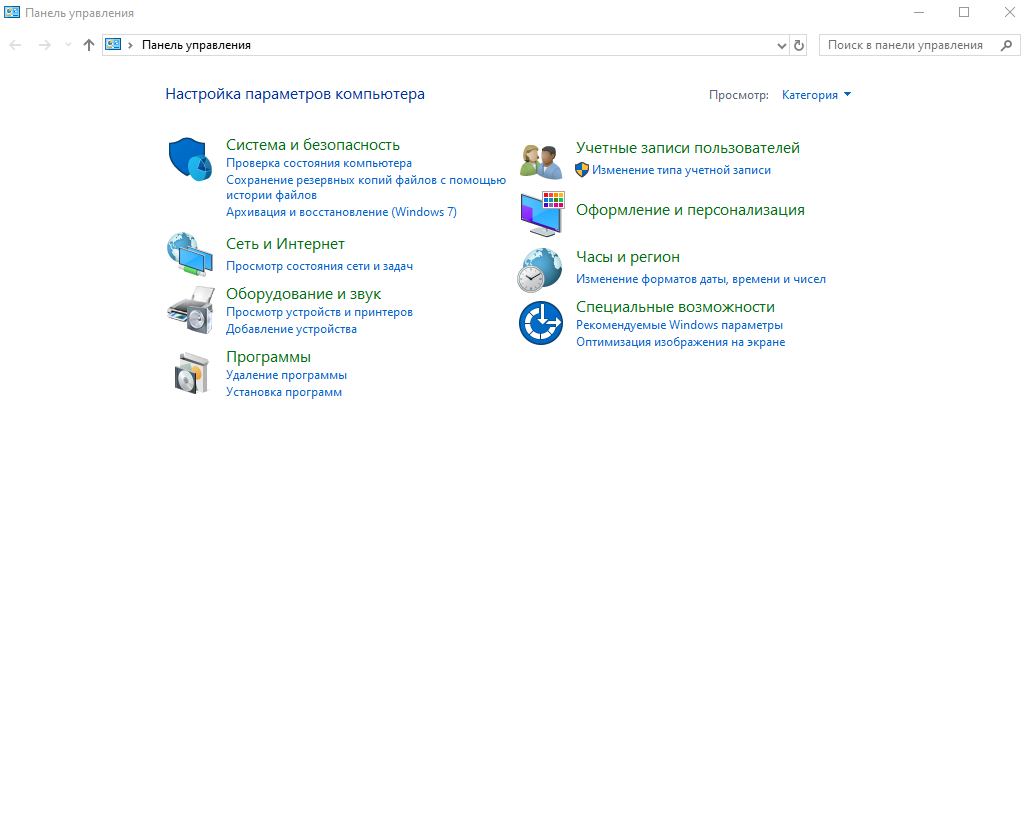 Панель управления
Панель управления
Поиск в панели управления
Настройка параметров компьютера
Просмотр: Категория
Система и безопасность
Проверка состояния компьютера
Сохранение резервных копий файлов с помощью
истории файлов
Архивация и восстановление (Windows 7)
Сеть и Интернет
Просмотр состояния сети и задач
Оборудование и звук
Просмотр устройств и принтеров
Добавление устройства
Программы
Удаление программы
Установка программ
Учетные записи пользователей
Изменение типа учетной записи
Оформление и персонализация
Часы и регион
Изменение форматов даты, времени и чисел
Специальные возможности
Рекомендуемые Windows параметры
Оптимизация изображения на экране